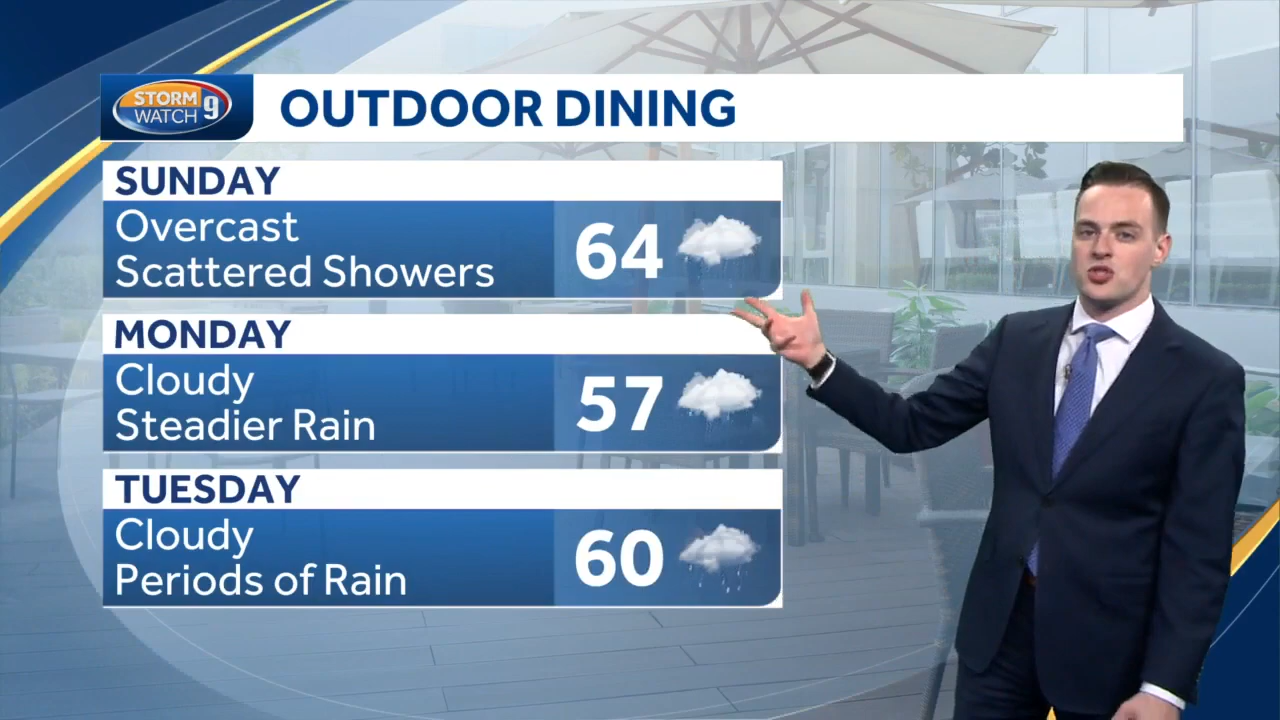 STORM
WATCH 9
OUTDOOR DINING
SUNDAY
Overcast
Scattered Showers
64
MONDAY
Cloudy
Steadier Rain
57
TUESDAY
Cloudy
Periods of Rain
60